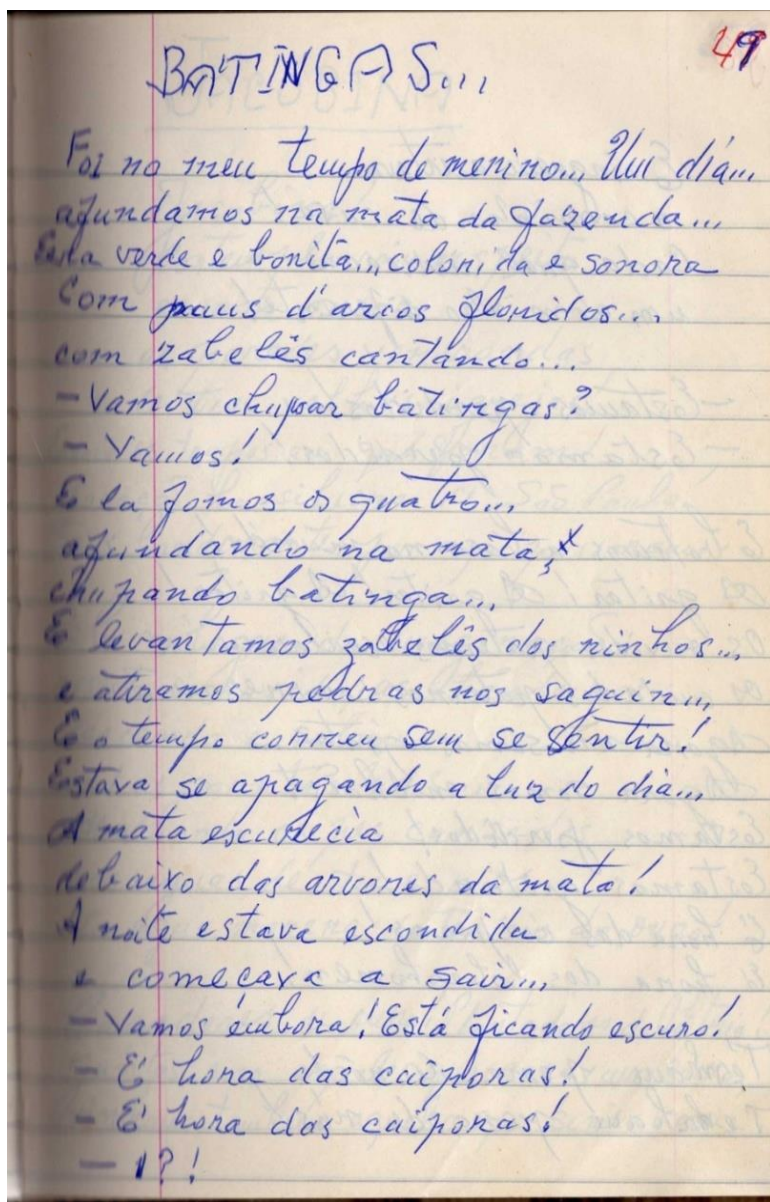 49
BATINGAS...
Foi no meu tempo de menino... Um dia...
afundamos na mata da fazenda...
Esta verde e bonita... colorida e sonora
Com paus d'arcos floridos...
com zabelês cantando...
- Vamos chupar batingas?
- Vamos!
E la fomos os quatro...
afundando na mata,
chupando batinga...
E levantamos zabelês dos ninhos...
e atiramos pedras nos saguin...
E o tempo correu sem se sentir!
Estava se apagando a luz do dia...
A mata escurecia
debaixo das arvores da mata!
A noite estava escondida
e começava a sair...
- Vamos êmbora! Está ficando escuro!
- É hora das caiporas!
- É hora das caiporas!
- !?!